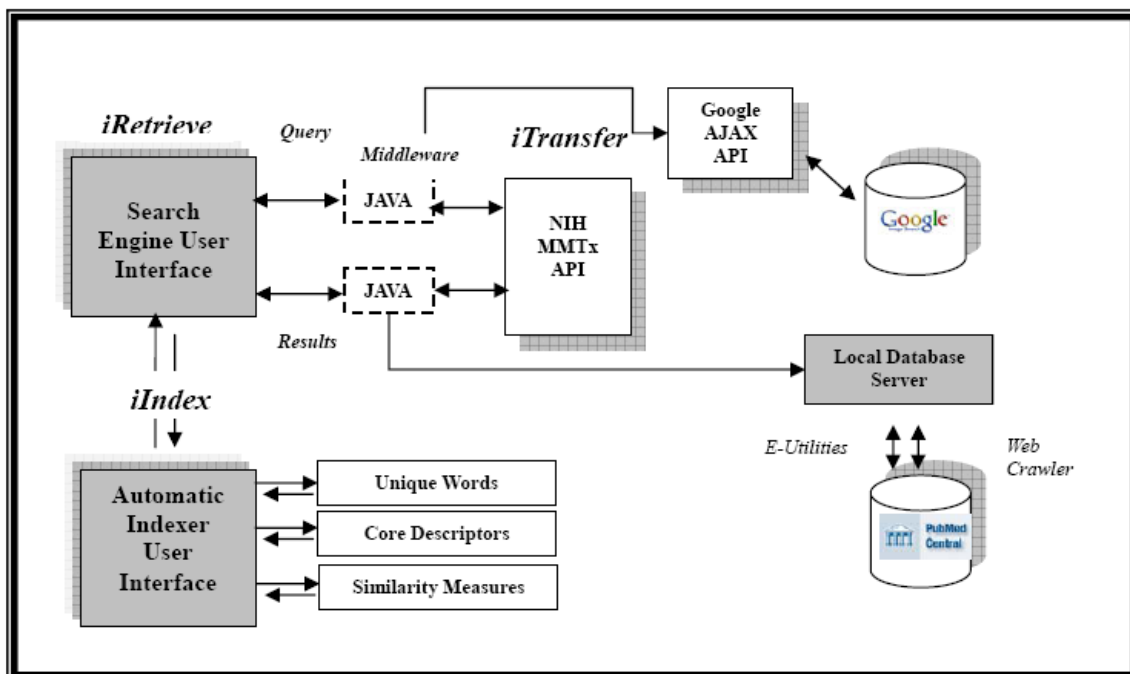 iRetrieve
Query
Middleware
iTransfer
Google
AJAX
API
Search
Engine User
Interface
JAVA
NIH
MMTx
API
Google
JAVA
Results
Local Database
Server
iIndex
E-Utilities
Web
Crawler
Automatic
Indexer
User
Interface
Unique Words
Core Descriptors
Similarity Measures
PubMed
Central